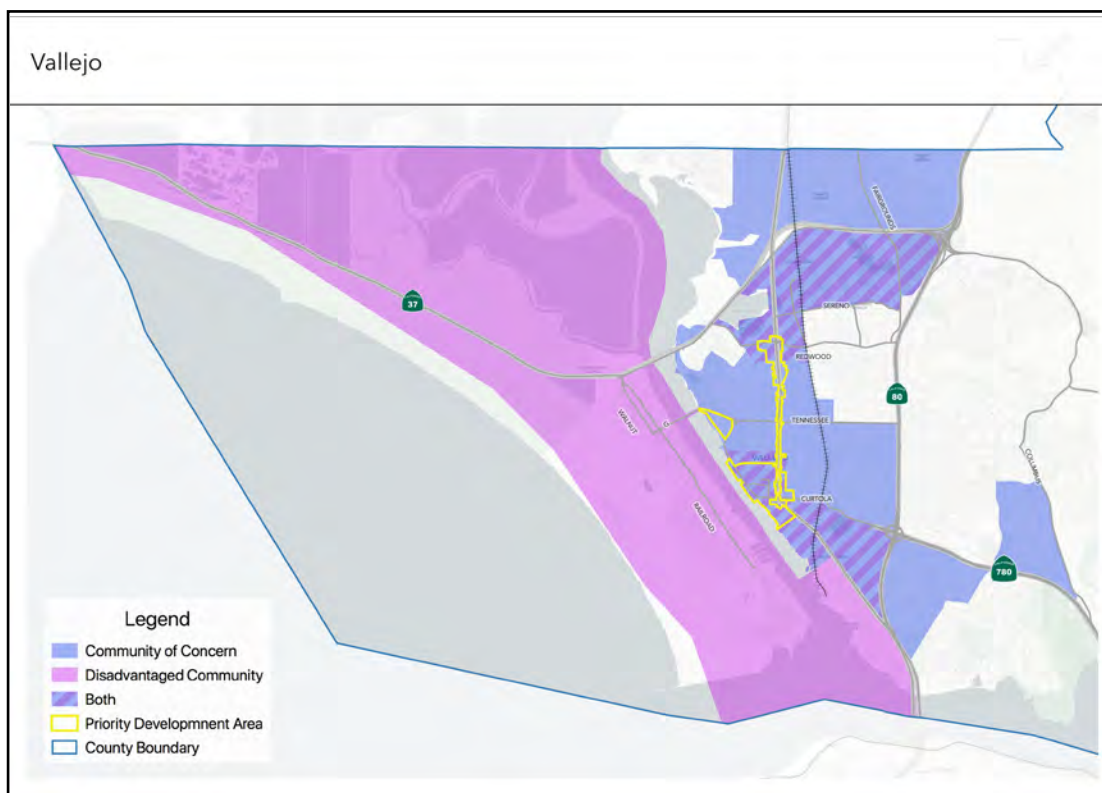 Vallejo
FAIRGROUNDS
37
SERENO
REDWOOD
80
WALNUT
G
TENNESSEE
COLUMBUS
RAILROAD
CURTOLA
780
Legend
Community of Concern
Disadvantaged Community
Both
Priority Developmnent Area
County Boundary